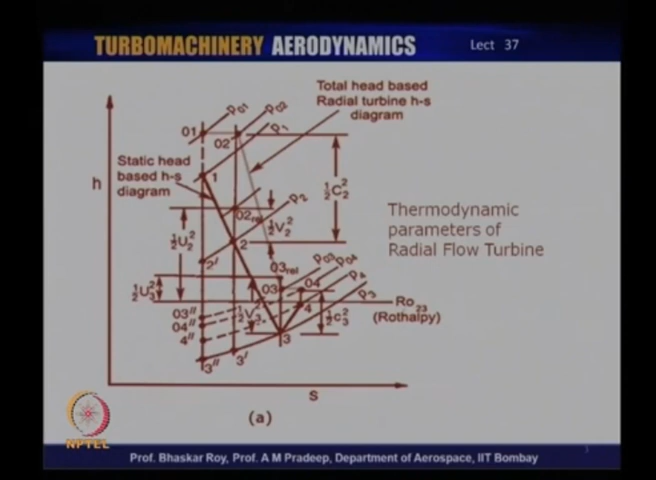 TURBOMACHINERY AERODYNAMICS
Lect 37
Total head based
Radial turbine h-s
diagram
P01
P02
P1
01
02
Static head
based h-s
diagram
1
h
½C₂²
P2
02rel
½V₂²
½U₂²
2
2'
Thermodynamic
parameters of
Radial Flow Turbine
03rel
P03
P04
P4
P3
03
04
½U₃²
Ro23
(Rothalpy)
03"
04"
4"
½V₃²
4
½c₃²
3
3"
3'
S
(a)
NPTEL
Prof. Bhaskar Roy, Prof. A M Pradeep, Department of Aerospace, IIT Bombay